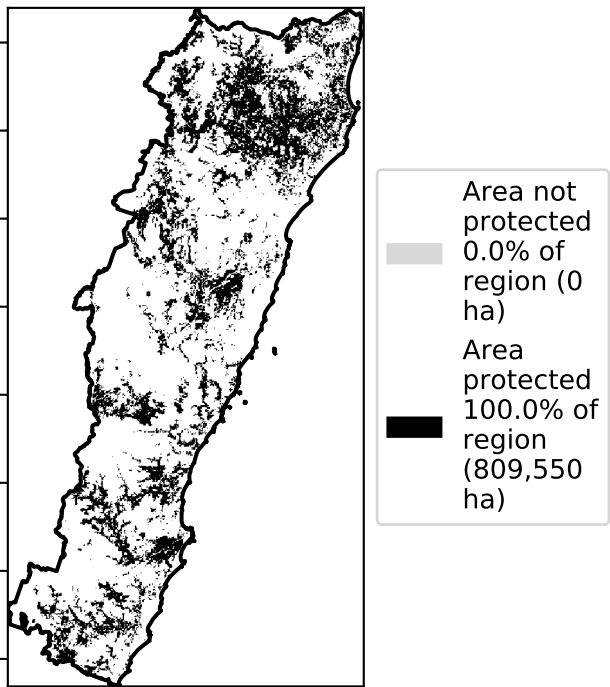 Area not
protected
0.0% of
region (0
ha)
Area
protected
100.0% of
region
(809,550
ha)